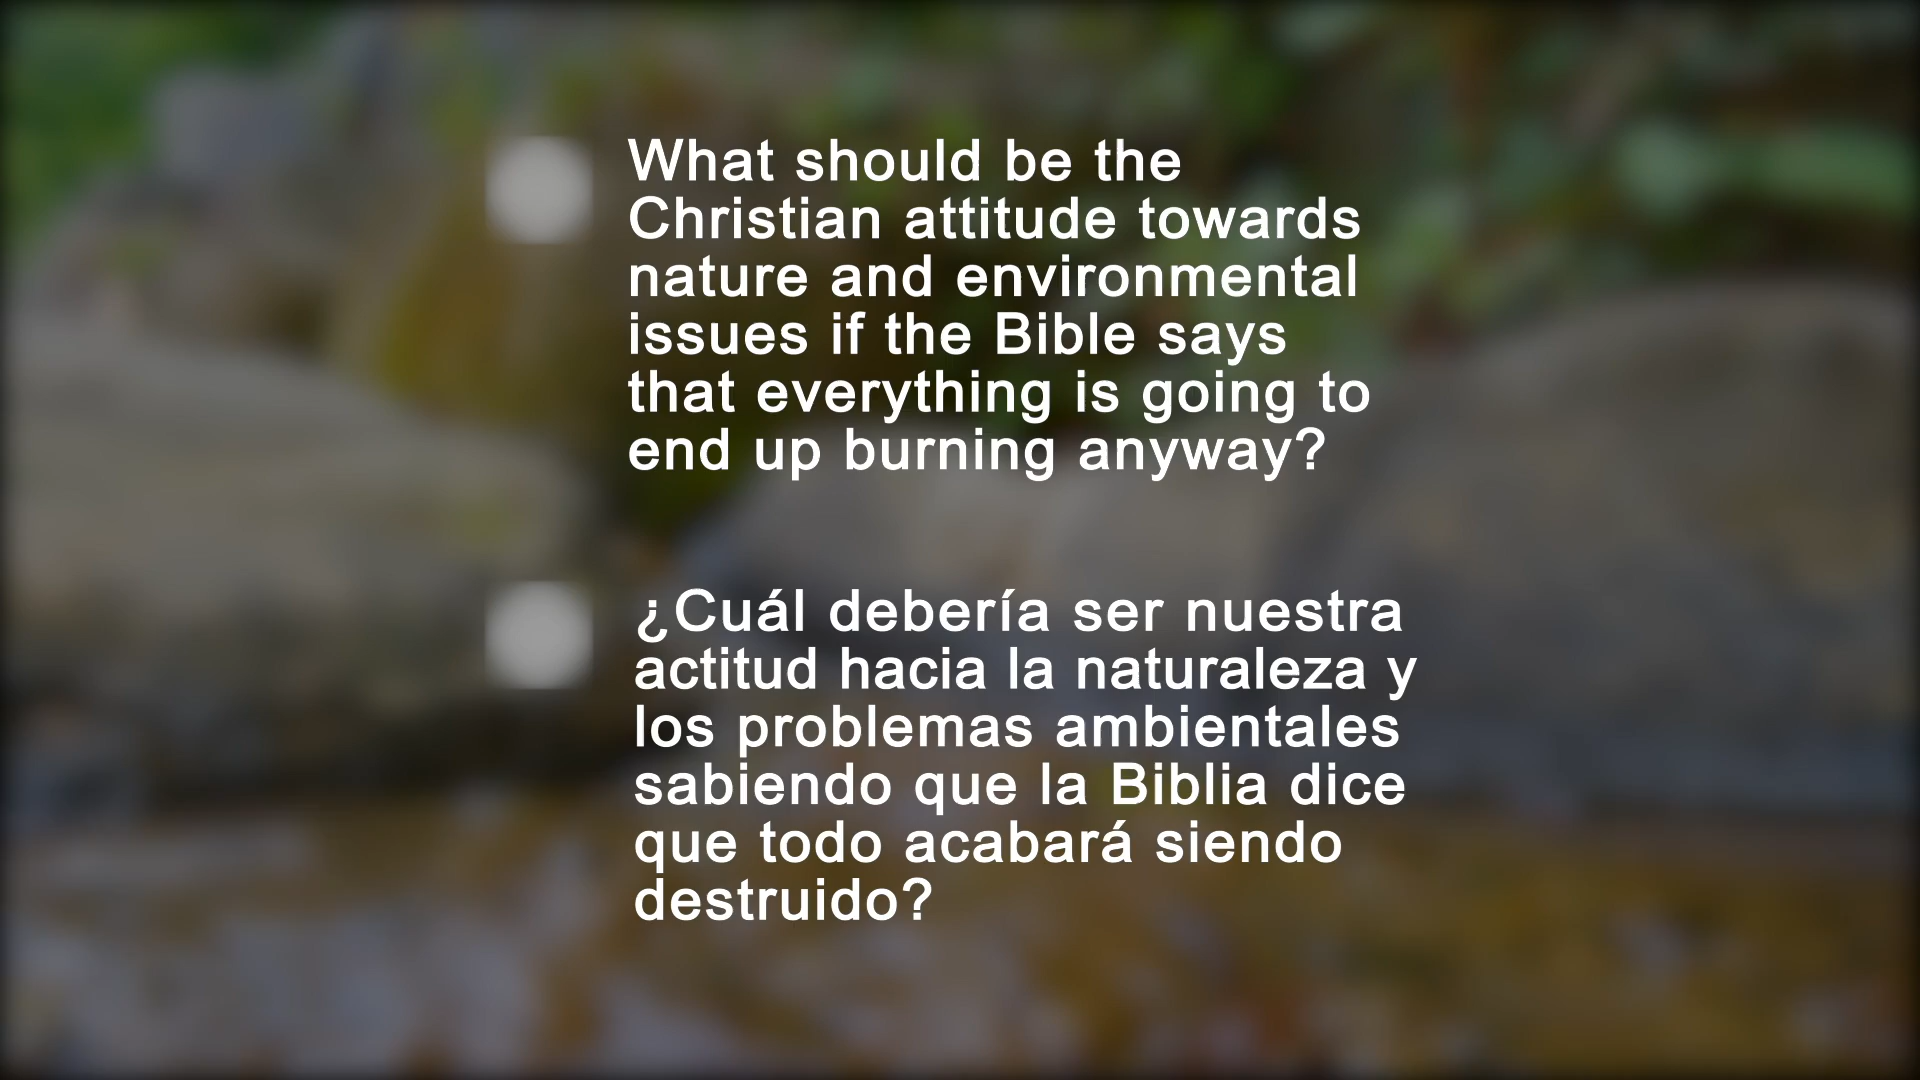 What should be the
Christian attitude towards
nature and environmental
issues if the Bible says
that everything is going to
end up burning anyway?
¿Cuál debería ser nuestra
actitud hacia la naturaleza y
los problemas ambientales
sabiendo que la Biblia dice
que todo acabará siendo
destruido?